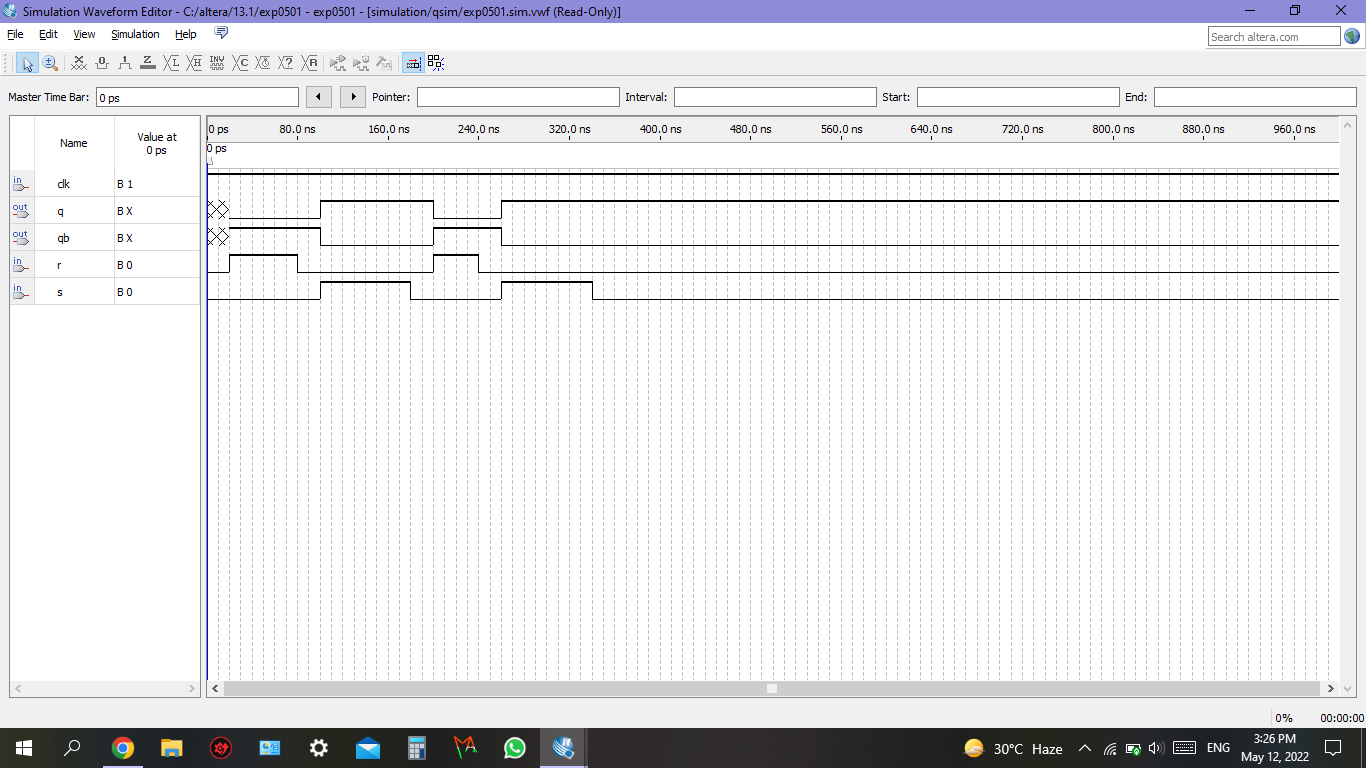 Simulation Waveform Editor - C:/altera/13.1/exp0501 - exp0501 - [simulation/qsim/exp0501.sim.vwf (Read-Only)]
File Edit View Simulation Help
Search altera.com
INV
Master Time Bar: 0 ps Pointer: Interval: Start: End:
Name Value at 0 ps
0 ps 80.0 ns 160.0 ns 240.0 ns 320.0 ns 400.0 ns 480.0 ns 560.0 ns 640.0 ns 720.0 ns 800.0 ns 880.0 ns 960.0 ns
0 ps
in clk B 1
out q B X
out qb B X
in r B 0
in s B 0
0% 00:00:00
30°C Haze ENG 3:26 PM
May 12, 2022